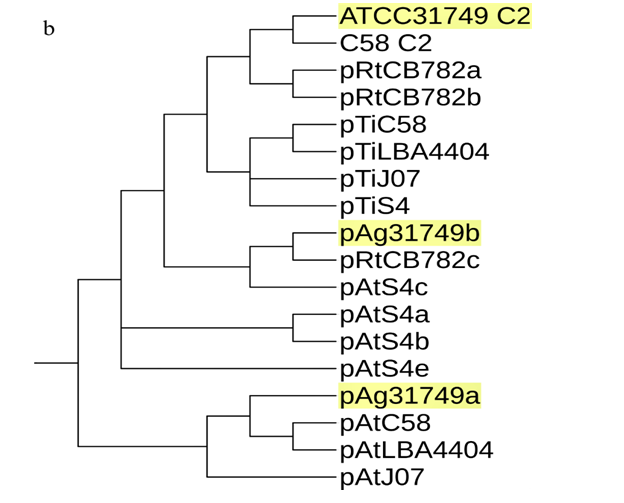 b
ATCC31749 C2
C58 C2
pRtCB782a
pRtCB782b
pTiC58
pTiLBA4404
pTiJ07
pTiS4
pAg31749b
pRtCB782c
pAtS4c
pAtS4a
pAtS4b
pAtS4e
pAg31749a
pAtC58
pAtLBA4404
pAtJ07